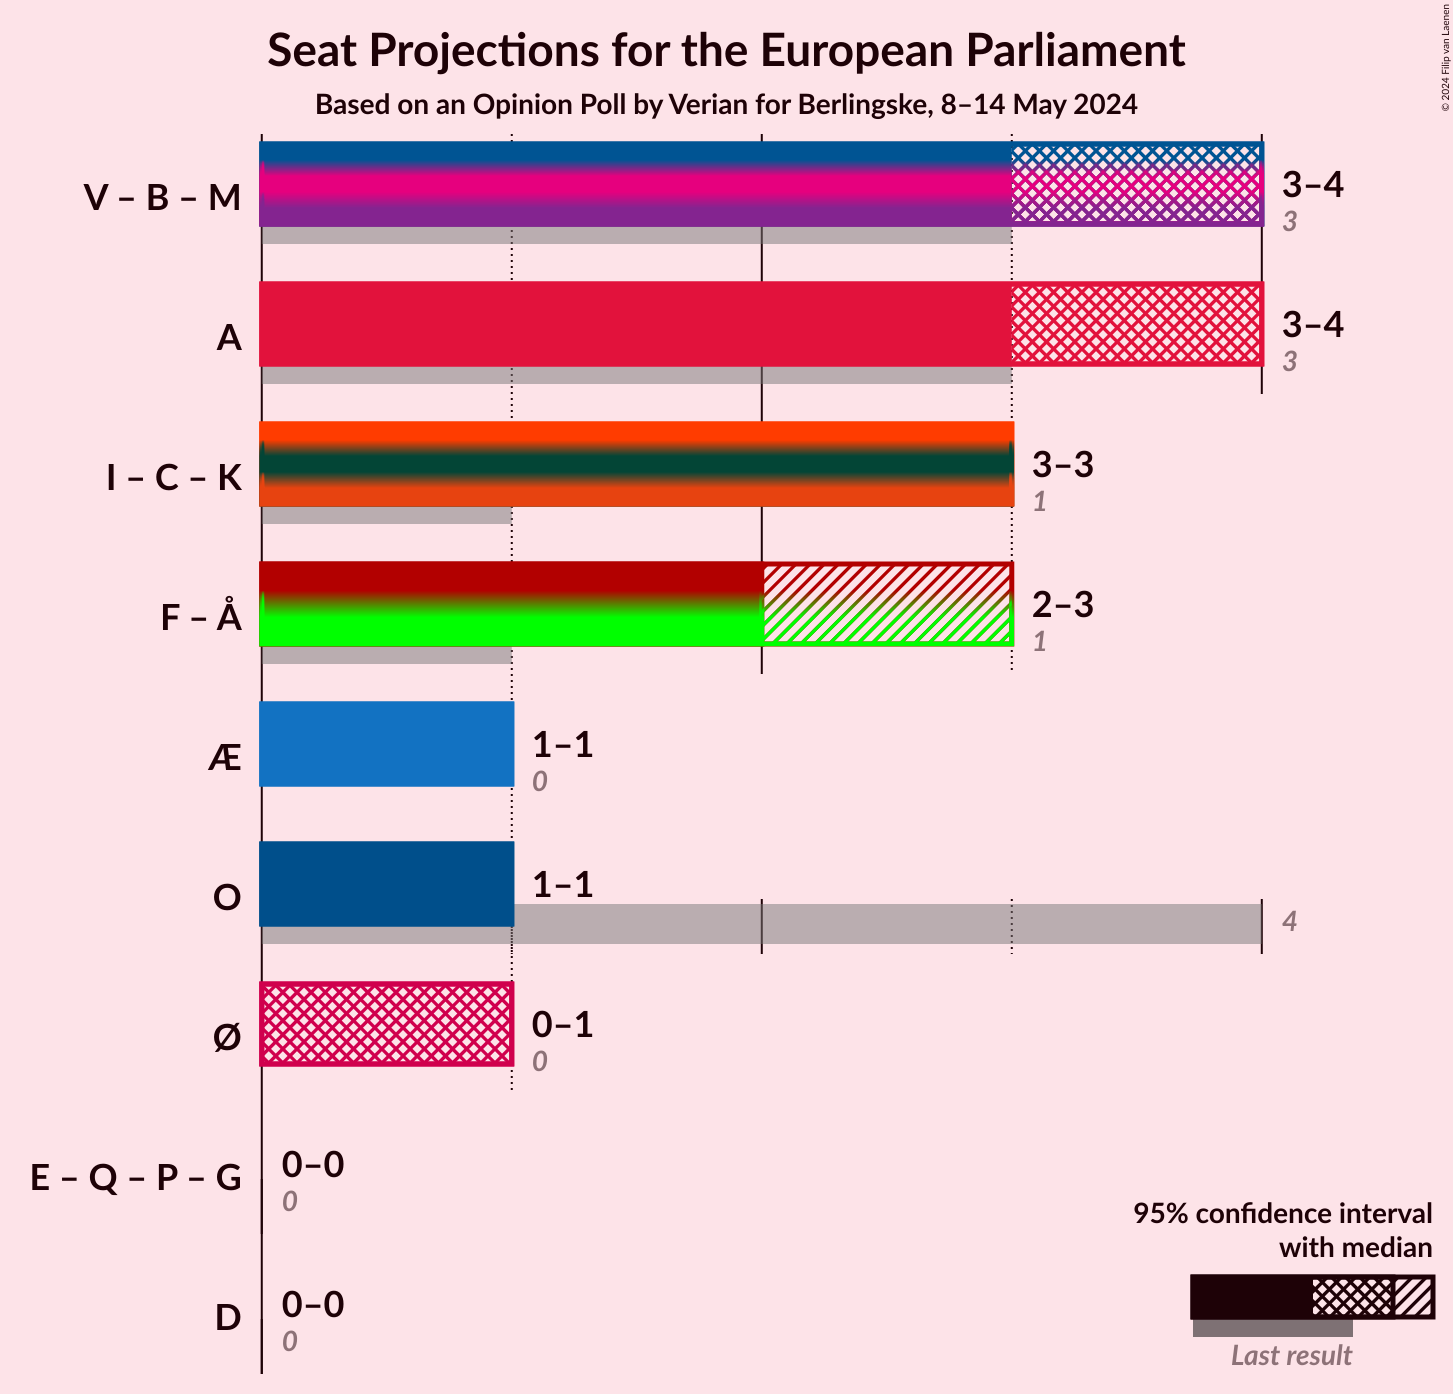 Seat Projections for the European Parliament
Based on an Opinion Poll by Verian for Berlingske, 8–14 May 2024
© 2024 Filip van Laenen
V – B – M
3–4
3
A
3–4
3
I – C – K
3–3
1
F – Å
2–3
1
Æ
1–1
0
O
1–1
4
Ø
0–1
0
E – Q – P – G
0–0
0
D
0–0
0
95% confidence interval
with median
Last result